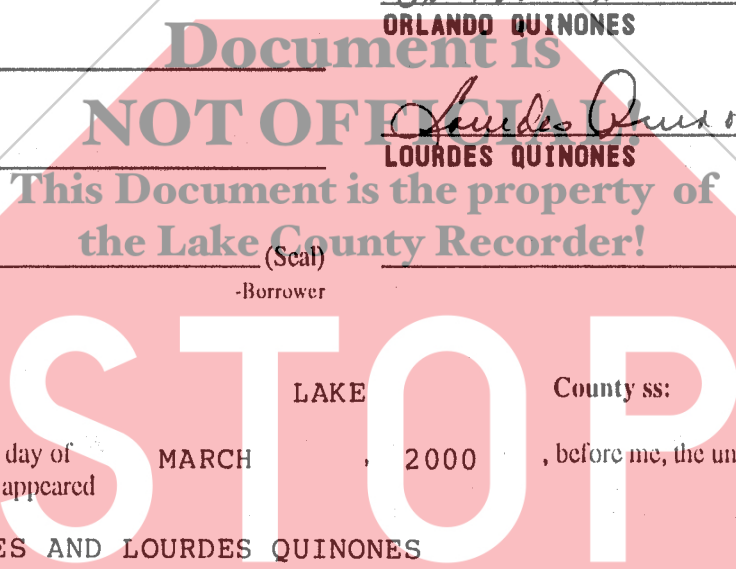 ORLANDO QUINONES
Document is
NOT OFFICIAL!
Lourdes
LOURDES QUINONES
This Document is the property of
the Lake County Recorder!
(Seal)
-Borrower
STOP
LAKE County ss:
day of MARCH , 2000 , before me, the un
appeared
ES AND LOURDES QUINONES